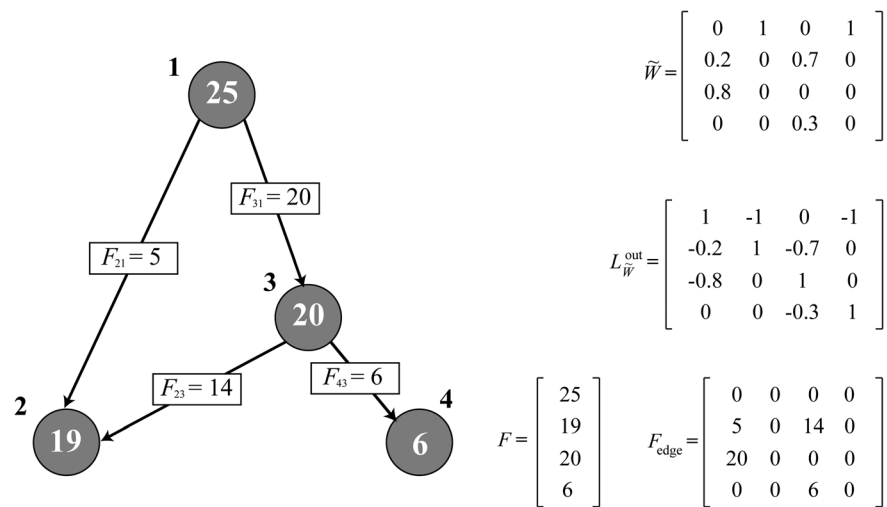 1
25
F₂₁ = 5
F₃₁ = 20
3
20
F₂₃ = 14
F₄₃ = 6
2
19
4
6
W̃ =
0 1 0 1
0.2 0 0.7 0
0.8 0 0 0
0 0 0.3 0
L^out_W̃ =
1 -1 0 -1
-0.2 1 -0.7 0
-0.8 0 1 0
0 0 -0.3 1
F =
25
19
20
6
F_edge =
0 0 0 0
5 0 14 0
20 0 0 0
0 0 6 0